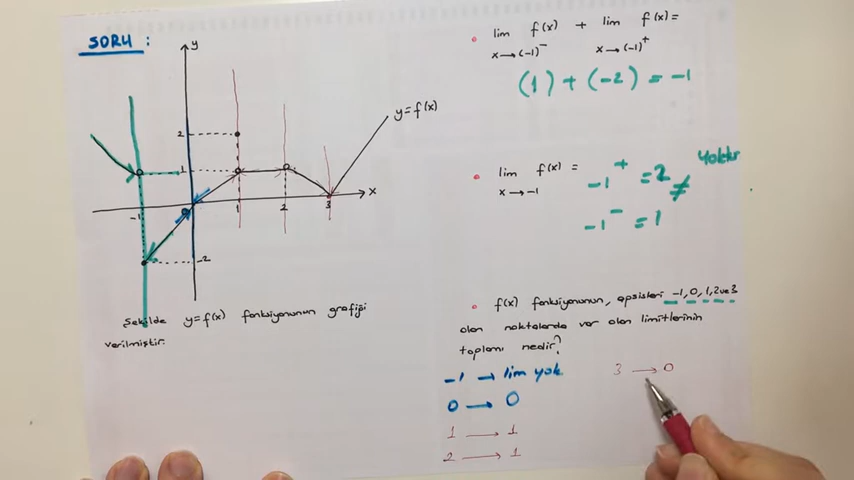 SORU :
y
y=f(x)
2
1
x
-1
1
2
3
-2
Şekilde y=f(x) fonksiyonunun grafiği
verilmiştir.
• lim f(x) + lim f(x) =
x→(-1)⁻ x→(-1)⁺
(1) + (-2) = -1
• lim f(x) =
x→-1
-1⁺ = 2 ≠ Yoktur
-1⁻ = 1
• f(x) fonksiyonunun, apsisleri -1, 0, 1, 2 ve 3
olan noktalarda var olan limitlerinin
toplamı nedir?
-1 → lim yok
0 → 0
1 → 1
2 → 1
3 → 0